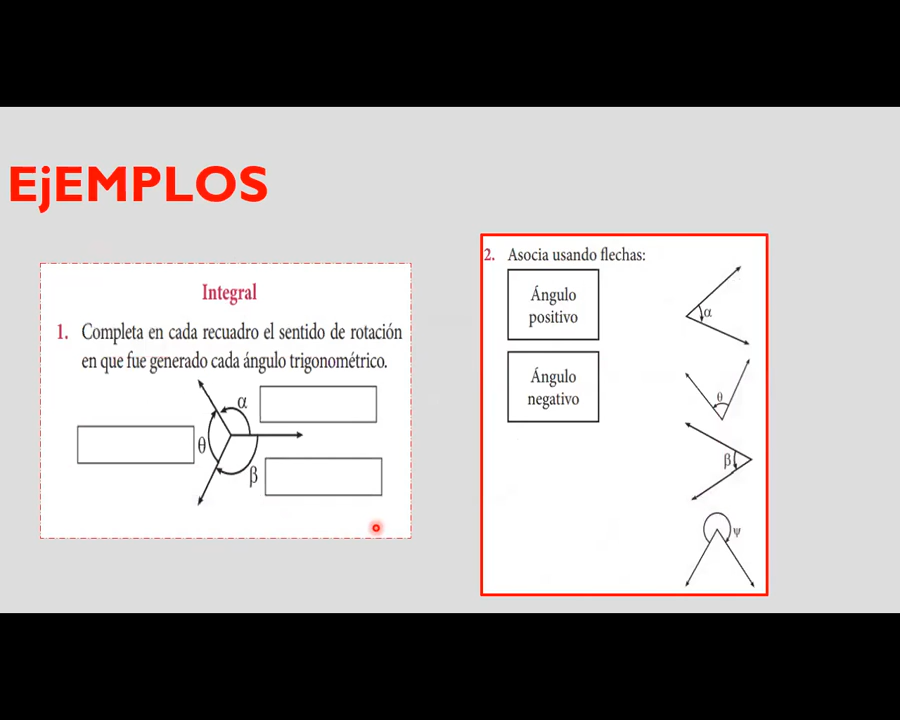 EjEMPLOS
Integral
1. Completa en cada recuadro el sentido de rotación
en que fue generado cada ángulo trigonométrico.
α
θ
β
2. Asocia usando flechas:
Ángulo
positivo
Ángulo
negativo
α
θ
β
ψ